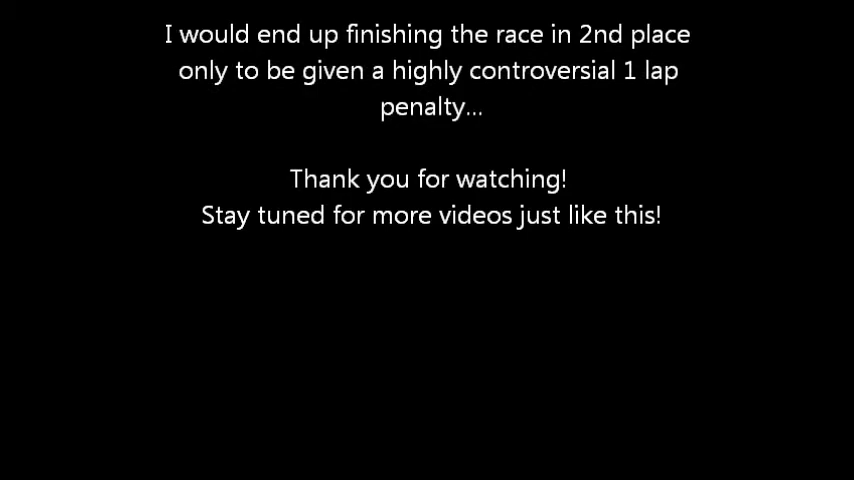 I would end up finishing the race in 2nd place
only to be given a highly controversial 1 lap
penalty...
Thank you for watching!
Stay tuned for more videos just like this!